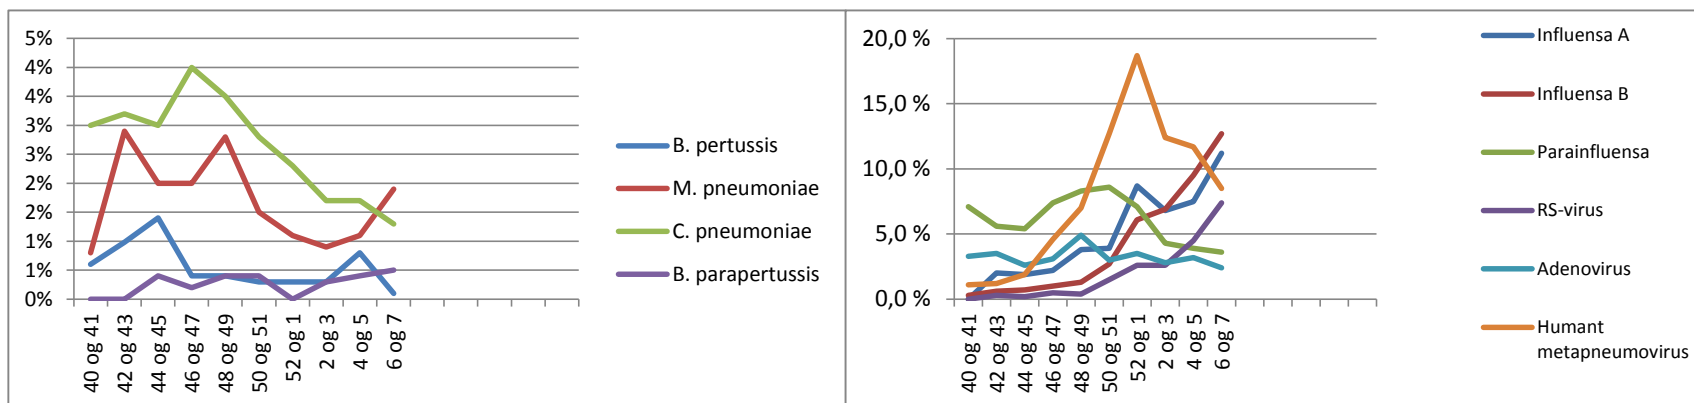 5%
4%
4%
3%
3%
2%
2%
1%
1%
0%
40 og 41
42 og 43
44 og 45
46 og 47
48 og 49
50 og 51
52 og 1
2 og 3
4 og 5
6 og 7
B. pertussis
M. pneumoniae
C. pneumoniae
B. parapertussis
20,0 %
15,0 %
10,0 %
5,0 %
0,0 %
40 og 41
42 og 43
44 og 45
46 og 47
48 og 49
50 og 51
52 og 1
2 og 3
4 og 5
6 og 7
Influensa A
Influensa B
Parainfluensa
RS-virus
Adenovirus
Humant
metapneumovirus